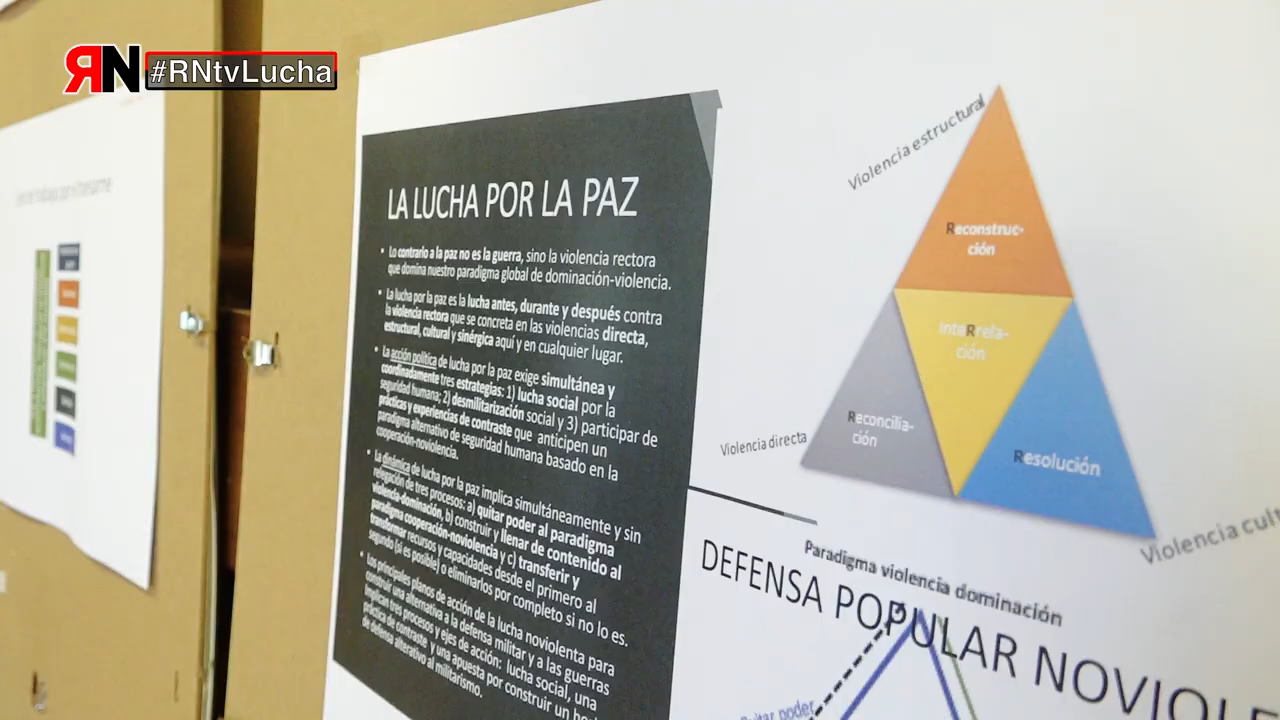 RN #RNtvLucha
LA LUCHA POR LA PAZ
Lo contrario a la paz no es la guerra, sino la violencia rectora
que domina nuestro paradigma global de dominación-violencia.
La lucha por la paz es la lucha antes, durante y después contra
la violencia rectora que se concreta en las violencias directa,
estructural, cultural y sinérgica aquí y en cualquier lugar.
La acción política de lucha por la paz exige simultánea y
coordinadamente tres estrategias: 1) lucha social por la
seguridad humana; 2) desmilitarización social y 3) participar de
prácticas y experiencias de contraste que anticipen un
paradigma alternativo de seguridad humana basado en la
cooperación-noviolencia.
La dinámica de lucha por la paz implica simultáneamente y sin
relegación de tres procesos: a) quitar poder al paradigma
violencia-dominación, b) construir y llenar de contenido al
paradigma cooperación-noviolencia y c) transferir y
transformar recursos y capacidades desde el primero al
segundo (si es posible) o eliminarlos por completo si no lo es.
Los principales planos de acción de la lucha noviolenta para
construir una alternativa a la defensa militar y a las guerras
implican tres procesos y ejes de acción: lucha social, una
práctica de contraste y una apuesta por construir un
de defensa alternativo al militarismo.
Violencia estructural
Reconstruc-
ción
InteRrela-
ción
Reconcilia-
ción
Resolución
Violencia directa
Violencia cult
Paradigma violencia dominación
DEFENSA POPULAR NOVIOLE
Quitar poder